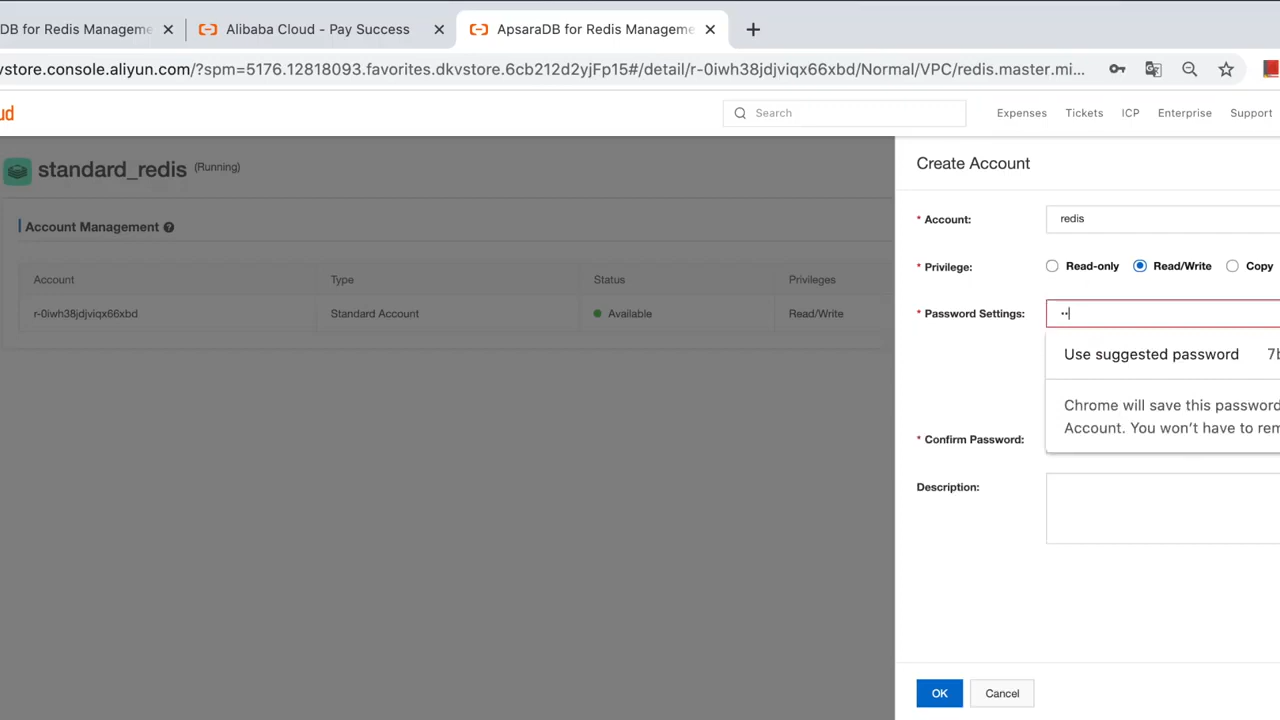 DB for Redis Manageme
Alibaba Cloud - Pay Success
ApsaraDB for Redis Manageme
vstore.console.aliyun.com/?spm=5176.12818093.favorites.dkvstore.6cb212d2yjFp15#/detail/r-0iwh38jdjviqx66xbd/Normal/VPC/redis.master.mi...
ud
Search
Expenses Tickets ICP Enterprise Support
standard_redis (Running)
Create Account
Account Management
* Account: redis
* Privilege: Read-only Read/Write Copy
Account Type Status Privileges
r-0iwh38jdjviqx66xbd Standard Account Available Read/Write
* Password Settings: ••
Use suggested password 7b
Chrome will save this password
Account. You won't have to rem
* Confirm Password:
Description:
OK Cancel